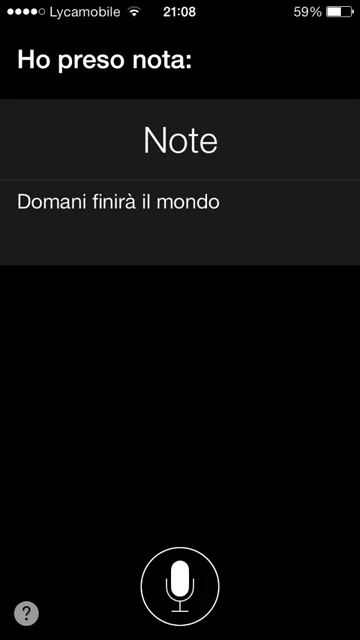 Lycamobile 21:08 59%
Ho preso nota:
Note
Domani finirà il mondo
?